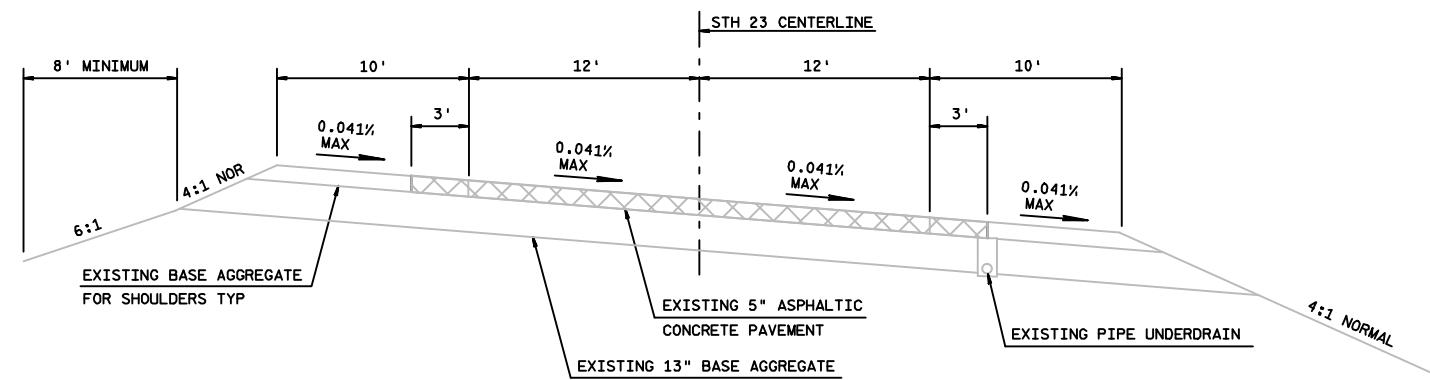 STH 23 CENTERLINE
8' MINIMUM
10'
12'
12'
10'
3'
3'
0.041%
MAX
0.041%
MAX
0.041%
MAX
0.041%
MAX
4:1 NOR
6:1
EXISTING BASE AGGREGATE
FOR SHOULDERS TYP
EXISTING 5" ASPHALTIC
CONCRETE PAVEMENT
EXISTING PIPE UNDERDRAIN
4:1 NORMAL
EXISTING 13" BASE AGGREGATE